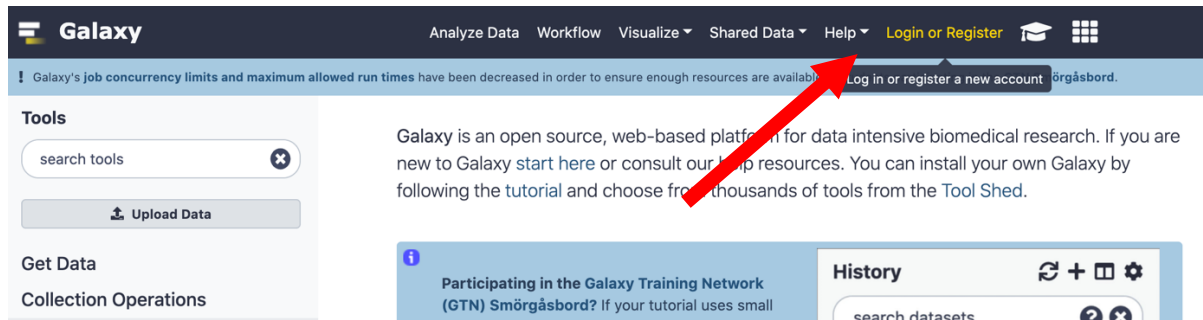 Galaxy
Analyze Data Workflow Visualize Shared Data Help Login or Register
! Galaxy's job concurrency limits and maximum allowed run times have been decreased in order to ensure enough resources are availabl örgåsbord.
Log in or register a new account
Tools
search tools
Upload Data
Get Data
Collection Operations
Galaxy is an open source, web-based platform for data intensive biomedical research. If you are
new to Galaxy start here or consult our help resources. You can install your own Galaxy by
following the tutorial and choose from thousands of tools from the Tool Shed.
Participating in the Galaxy Training Network
(GTN) Smörgåsbord? If your tutorial uses small
History
search datasets